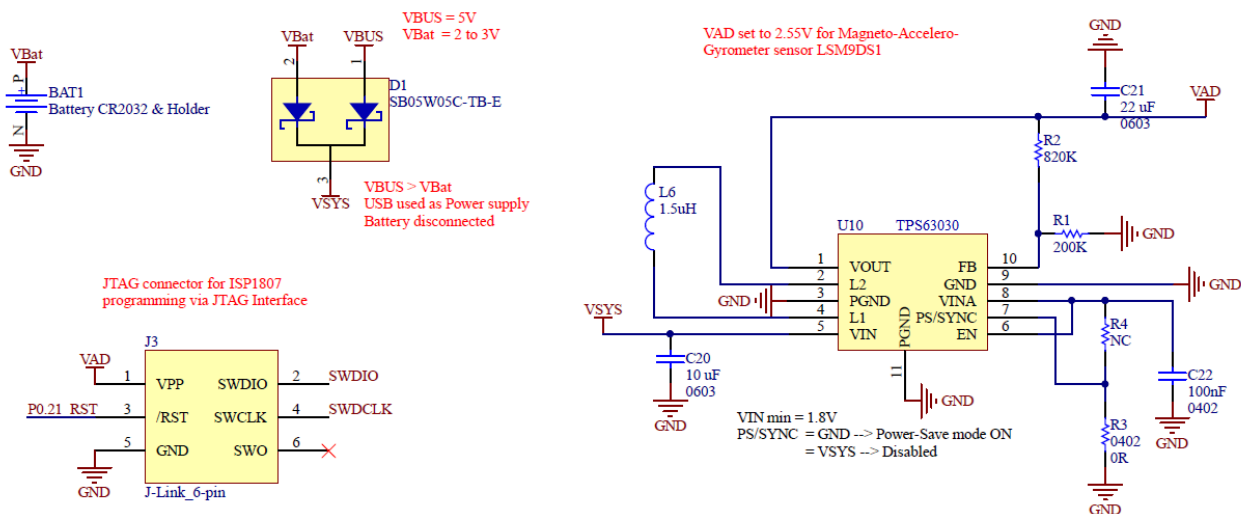 VBat
P
BAT1
Battery CR2032 & Holder
N
GND
VBUS = 5V
VBat = 2 to 3V
VBat
VBUS
2
1
D1
SB05W05C-TB-E
3
VSYS
VBUS > VBat
USB used as Power supply
Battery disconnected
JTAG connector for ISP1807
programming via JTAG Interface
J3
VAD
1
VPP
SWDIO
2
SWDIO
P0.21_RST
3
/RST
SWCLK
4
SWDCLK
5
GND
SWO
6
GND
J-Link_6-pin
VAD set to 2.55V for Magneto-Accelero-
Gyrometer sensor LSM9DS1
GND
C21
22 uF
0603
VAD
R2
820K
L6
1.5uH
R1
200K
GND
U10
TPS63030
1
VOUT
FB
10
2
L2
GND
9
GND
GND
3
PGND
VINA
8
4
L1
PS/SYNC
7
5
VIN
EN
6
PGND
11
GND
VSYS
C20
10 uF
0603
GND
R4
NC
C22
100nF
0402
GND
R3
0402
0R
GND
VIN min = 1.8V
PS/SYNC = GND --> Power-Save mode ON
= VSYS --> Disabled